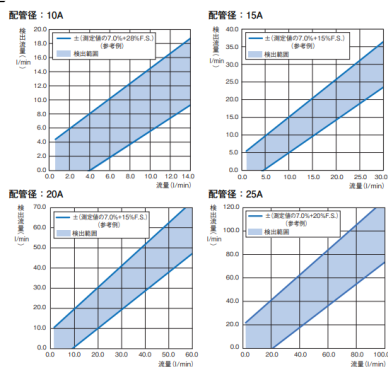 配管径：10A
検出流量(l/min)
20.0
18.0
16.0
14.0
12.0
10.0
8.0
6.0
4.0
2.0
0.0
±(測定値の7.0%+28%F.S.)
(参考例)
検出範囲
0.0 2.0 4.0 6.0 8.0 10.0 12.0 14.0
流量(l/min)
配管径：15A
検出流量(l/min)
40.0
35.0
30.0
25.0
20.0
15.0
10.0
5.0
0.0
±(測定値の7.0%+15%F.S.)
(参考例)
検出範囲
0.0 5.0 10.0 15.0 20.0 25.0 30.0
流量(l/min)
配管径：20A
検出流量(l/min)
70.0
60.0
50.0
40.0
30.0
20.0
10.0
0.0
±(測定値の7.0%+15%F.S.)
(参考例)
検出範囲
0.0 10.0 20.0 30.0 40.0 50.0 60.0
流量(l/min)
配管径：25A
検出流量(l/min)
120.0
100.0
80.0
60.0
40.0
20.0
0.0
±(測定値の7.0%+20%F.S.)
(参考例)
検出範囲
0.0 20.0 40.0 60.0 80.0 100.0
流量(l/min)